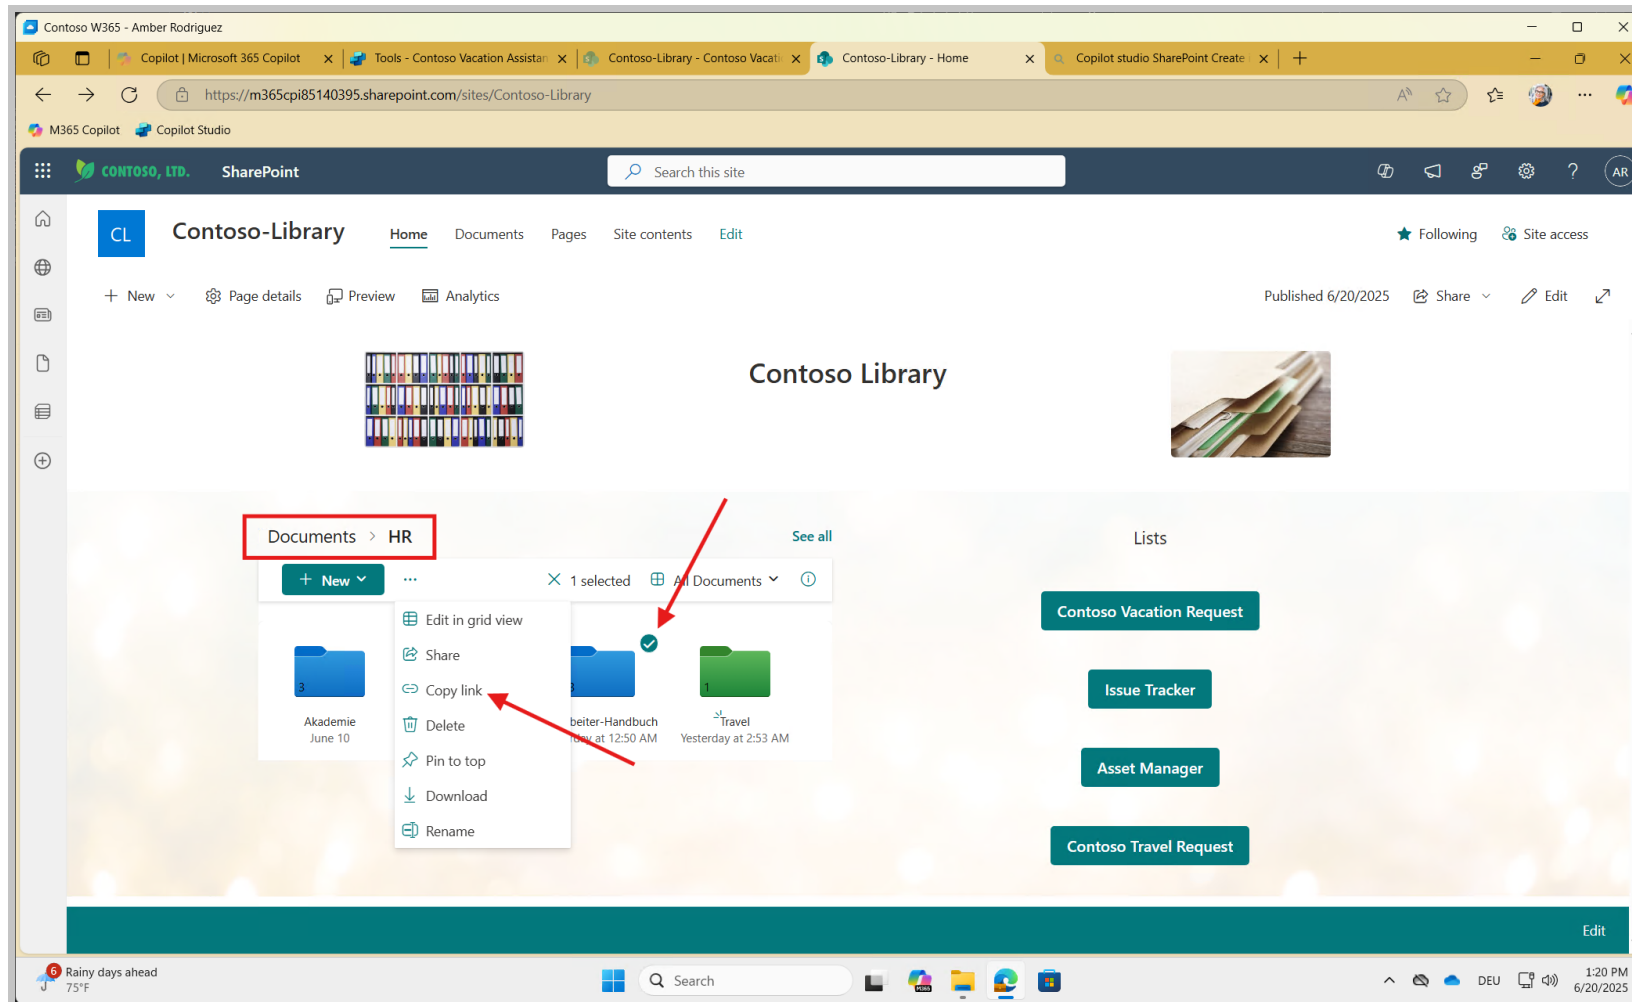 Contoso W365 - Amber Rodriguez
Copilot | Microsoft 365 Copilot
Tools - Contoso Vacation Assistan
Contoso-Library - Contoso Vacati
Contoso-Library - Home
Copilot studio SharePoint Create
https://m365cpi85140395.sharepoint.com/sites/Contoso-Library
M365 Copilot
Copilot Studio
CONTOSO, LTD.
SharePoint
Search this site
AR
CL
Contoso-Library
Home
Documents
Pages
Site contents
Edit
Following
Site access
New
Page details
Preview
Analytics
Published 6/20/2025
Share
Edit
Contoso Library
Documents > HR
See all
Lists
New
1 selected
All Documents
Edit in grid view
Share
Copy link
Delete
Pin to top
Download
Rename
3
Akademie
June 10
beiter-Handbuch
day at 12:50 AM
1
Travel
Yesterday at 2:53 AM
Contoso Vacation Request
Issue Tracker
Asset Manager
Contoso Travel Request
Edit
6
Rainy days ahead
75°F
Search
M365
DEU
1:20 PM
6/20/2025